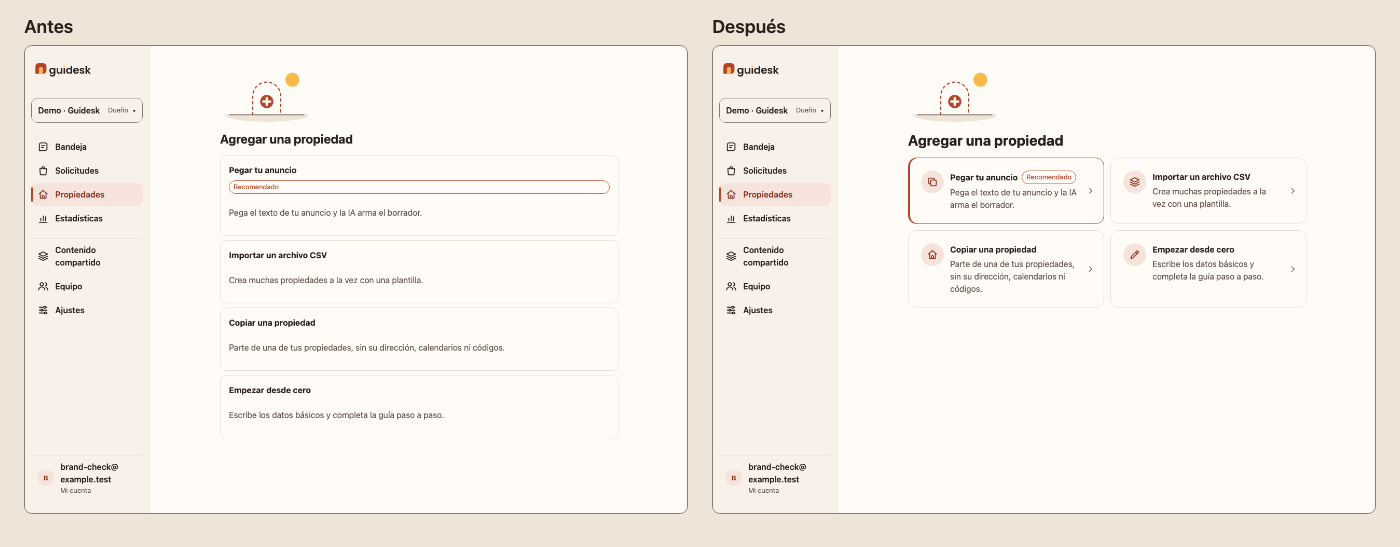 Antes
guidesk
Demo · Guidesk Dueño
Bandeja
Solicitudes
Propiedades
Estadísticas
Contenido
compartido
Equipo
Ajustes
B
brand-check@
example.test
Mi cuenta
Agregar una propiedad
Pegar tu anuncio
Recomendado
Pega el texto de tu anuncio y la IA arma el borrador.
Importar un archivo CSV
Crea muchas propiedades a la vez con una plantilla.
Copiar una propiedad
Parte de una de tus propiedades, sin su dirección, calendarios ni códigos.
Empezar desde cero
Escribe los datos básicos y completa la guía paso a paso.
Después
guidesk
Demo · Guidesk Dueño
Bandeja
Solicitudes
Propiedades
Estadísticas
Contenido
compartido
Equipo
Ajustes
B
brand-check@
example.test
Mi cuenta
Agregar una propiedad
Pegar tu anuncio Recomendado
Pega el texto de tu anuncio y la IA
arma el borrador.
Importar un archivo CSV
Crea muchas propiedades a la
vez con una plantilla.
Copiar una propiedad
Parte de una de tus propiedades,
sin su dirección, calendarios ni
códigos.
Empezar desde cero
Escribe los datos básicos y
completa la guía paso a paso.